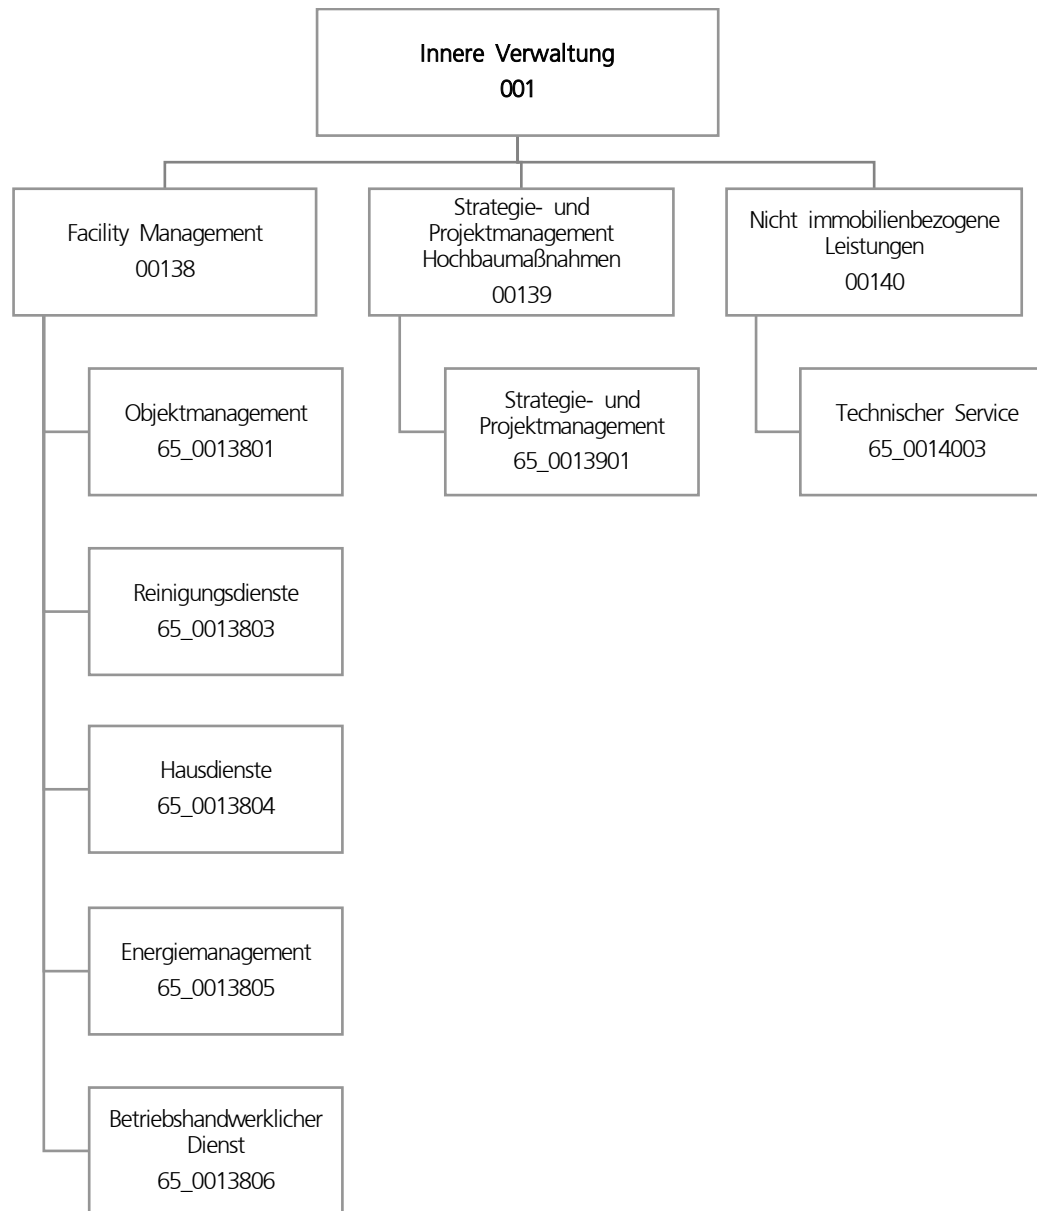 Innere Verwaltung
001
Facility Management
00138
Strategie- und
Projektmanagement
Hochbaumaßnahmen
00139
Nicht immobilienbezogene
Leistungen
00140
Objektmanagement
65_0013801
Strategie- und
Projektmanagement
65_0013901
Technischer Service
65_0014003
Reinigungsdienste
65_0013803
Hausdienste
65_0013804
Energiemanagement
65_0013805
Betriebshandwerklicher
Dienst
65_0013806